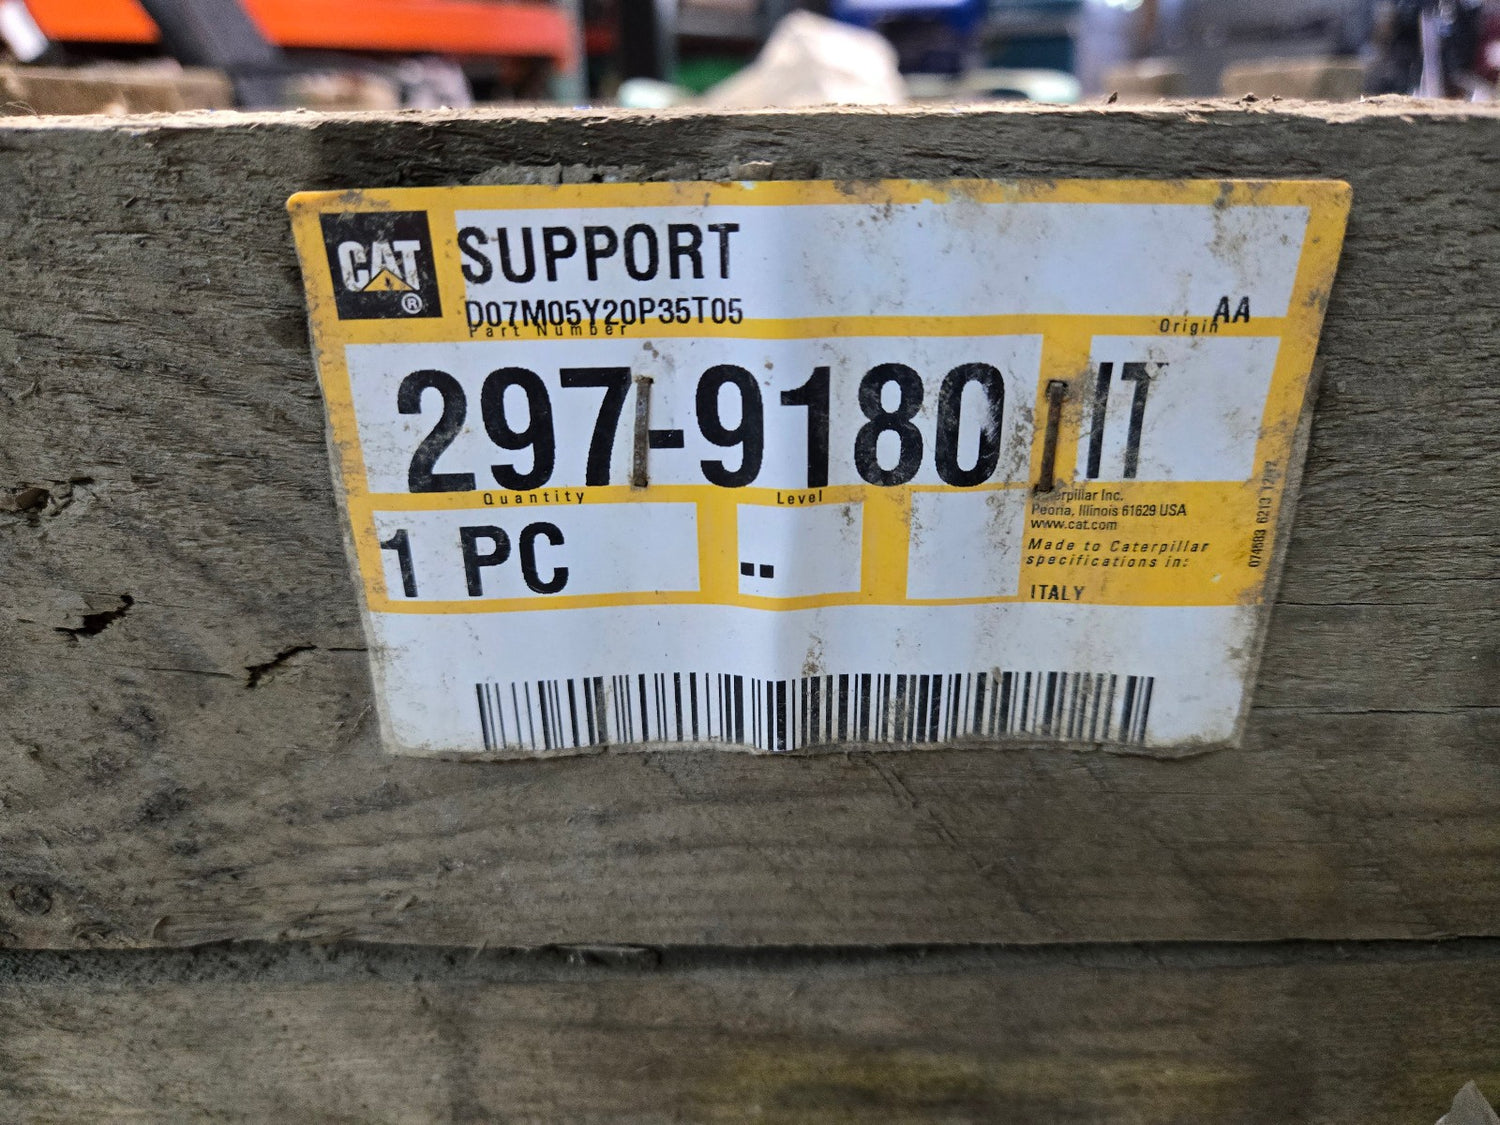 CAT
®
SUPPORT
D07M05Y20P35T05
AA
Part Number
Origin
297-9180
IT
Quantity
Level
1 PC
--
Caterpillar Inc.
Peoria, Illinois 61629 USA
www.cat.com
Made to Caterpillar
specifications in:
ITALY